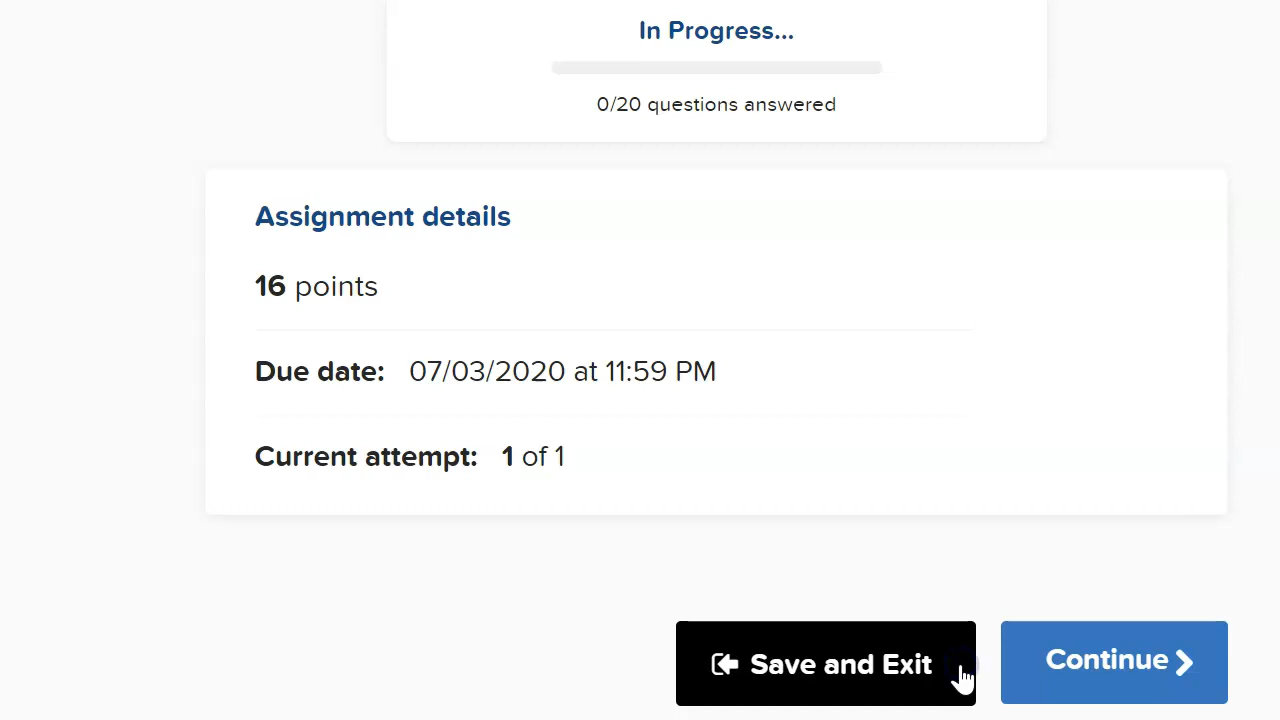 In Progress...
0/20 questions answered
Assignment details
16 points
Due date: 07/03/2020 at 11:59 PM
Current attempt: 1 of 1
Save and Exit
Continue